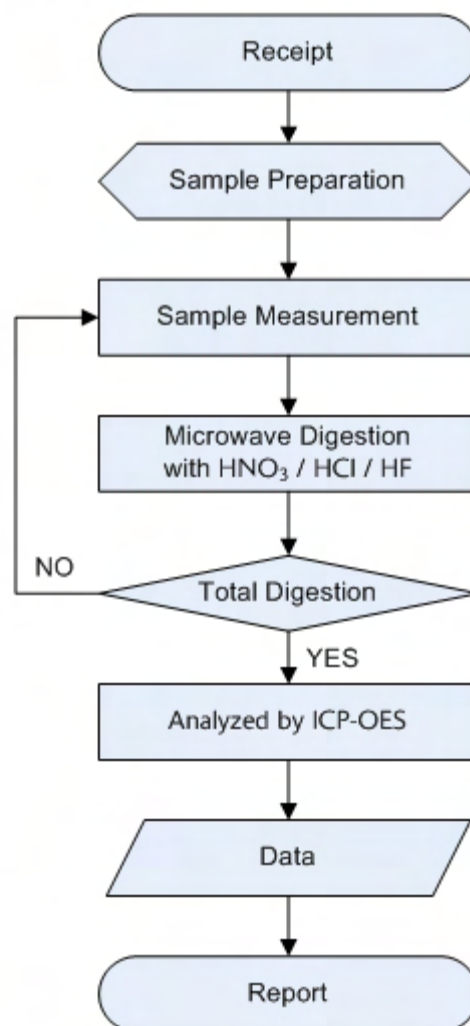 Receipt
Sample Preparation
Sample Measurement
Microwave Digestion
with HNO₃ / HCl / HF
Total Digestion
NO
YES
Analyzed by ICP-OES
Data
Report